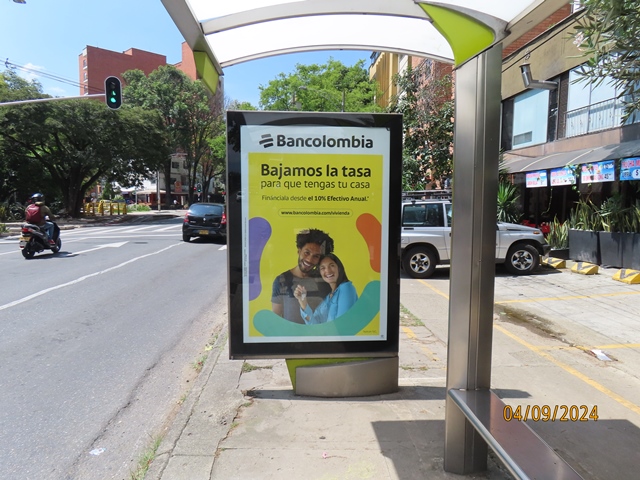 Bancolombia
Bajamos la tasa
para que tengas tu casa
Fináncíala desde el 10% Efectivo Anual.*
www.bancolombia.com/vivienda
04/09/2024